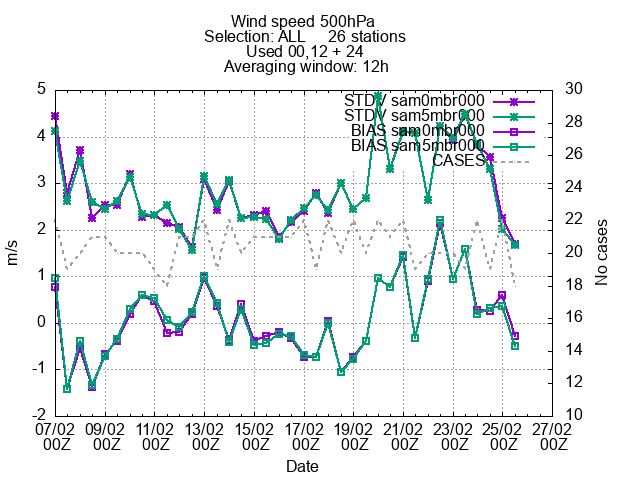 Wind speed 500hPa
Selection: ALL 26 stations
Used 00,12 + 24
Averaging window: 12h
STDV sam0mbr000
STDV sam5mbr000
BIAS sam0mbr000
BIAS sam5mbr000
CASES
m/s
5
4
3
2
1
0
-1
-2
No cases
30
28
26
24
22
20
18
16
14
12
10
07/02 09/02 11/02 13/02 15/02 17/02 19/02 21/02 23/02 25/02 27/02
00Z 00Z 00Z 00Z 00Z 00Z 00Z 00Z 00Z 00Z 00Z
Date